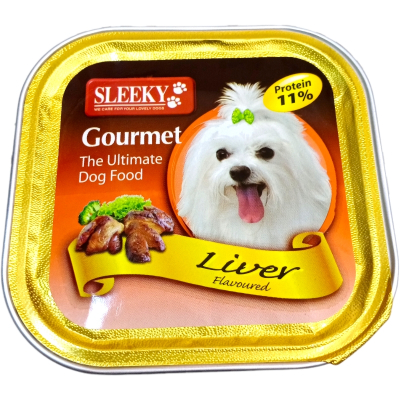 SLEEKY
WE CARE FOR YOUR LOVELY DOGS
Protein
11%
Gourmet
The Ultimate
Dog Food
Liver
Flavoured